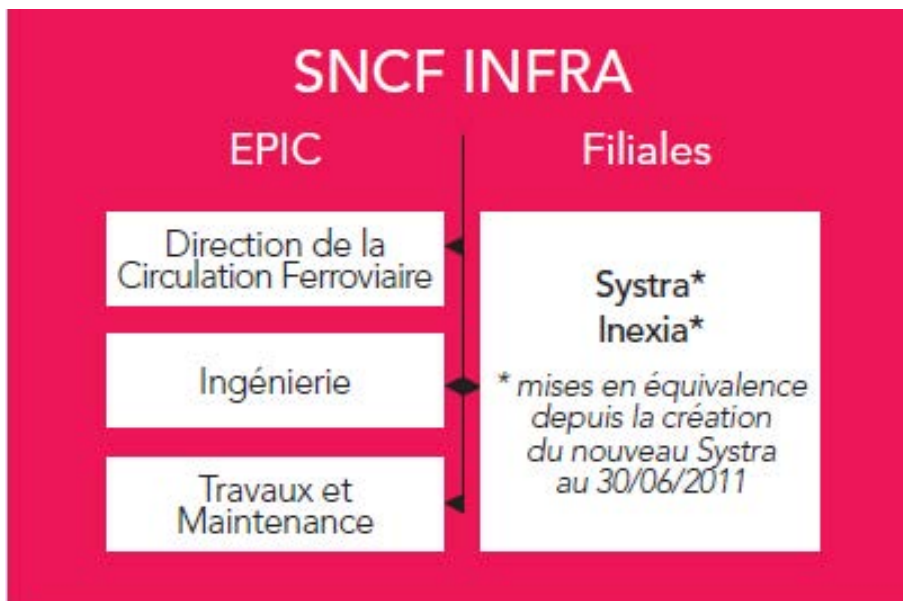 SNCF INFRA
EPIC
Direction de la
Circulation Ferroviaire
Ingénierie
Travaux et
Maintenance
Filiales
Systra*
Inexia*
* mises en équivalence
depuis la création
du nouveau Systra
au 30/06/2011